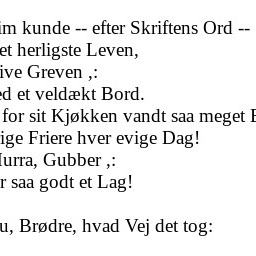 im kunde -- efter Skriftens Ord --
et herligste Leven,
ive Greven ,:
ed et veldækt Bord.
for sit Kjøkken vandt saa meget
ige Friere hver evige Dag!
Hurra, Gubber ,:
r saa godt et Lag!
u, Brødre, hvad Vej det tog: